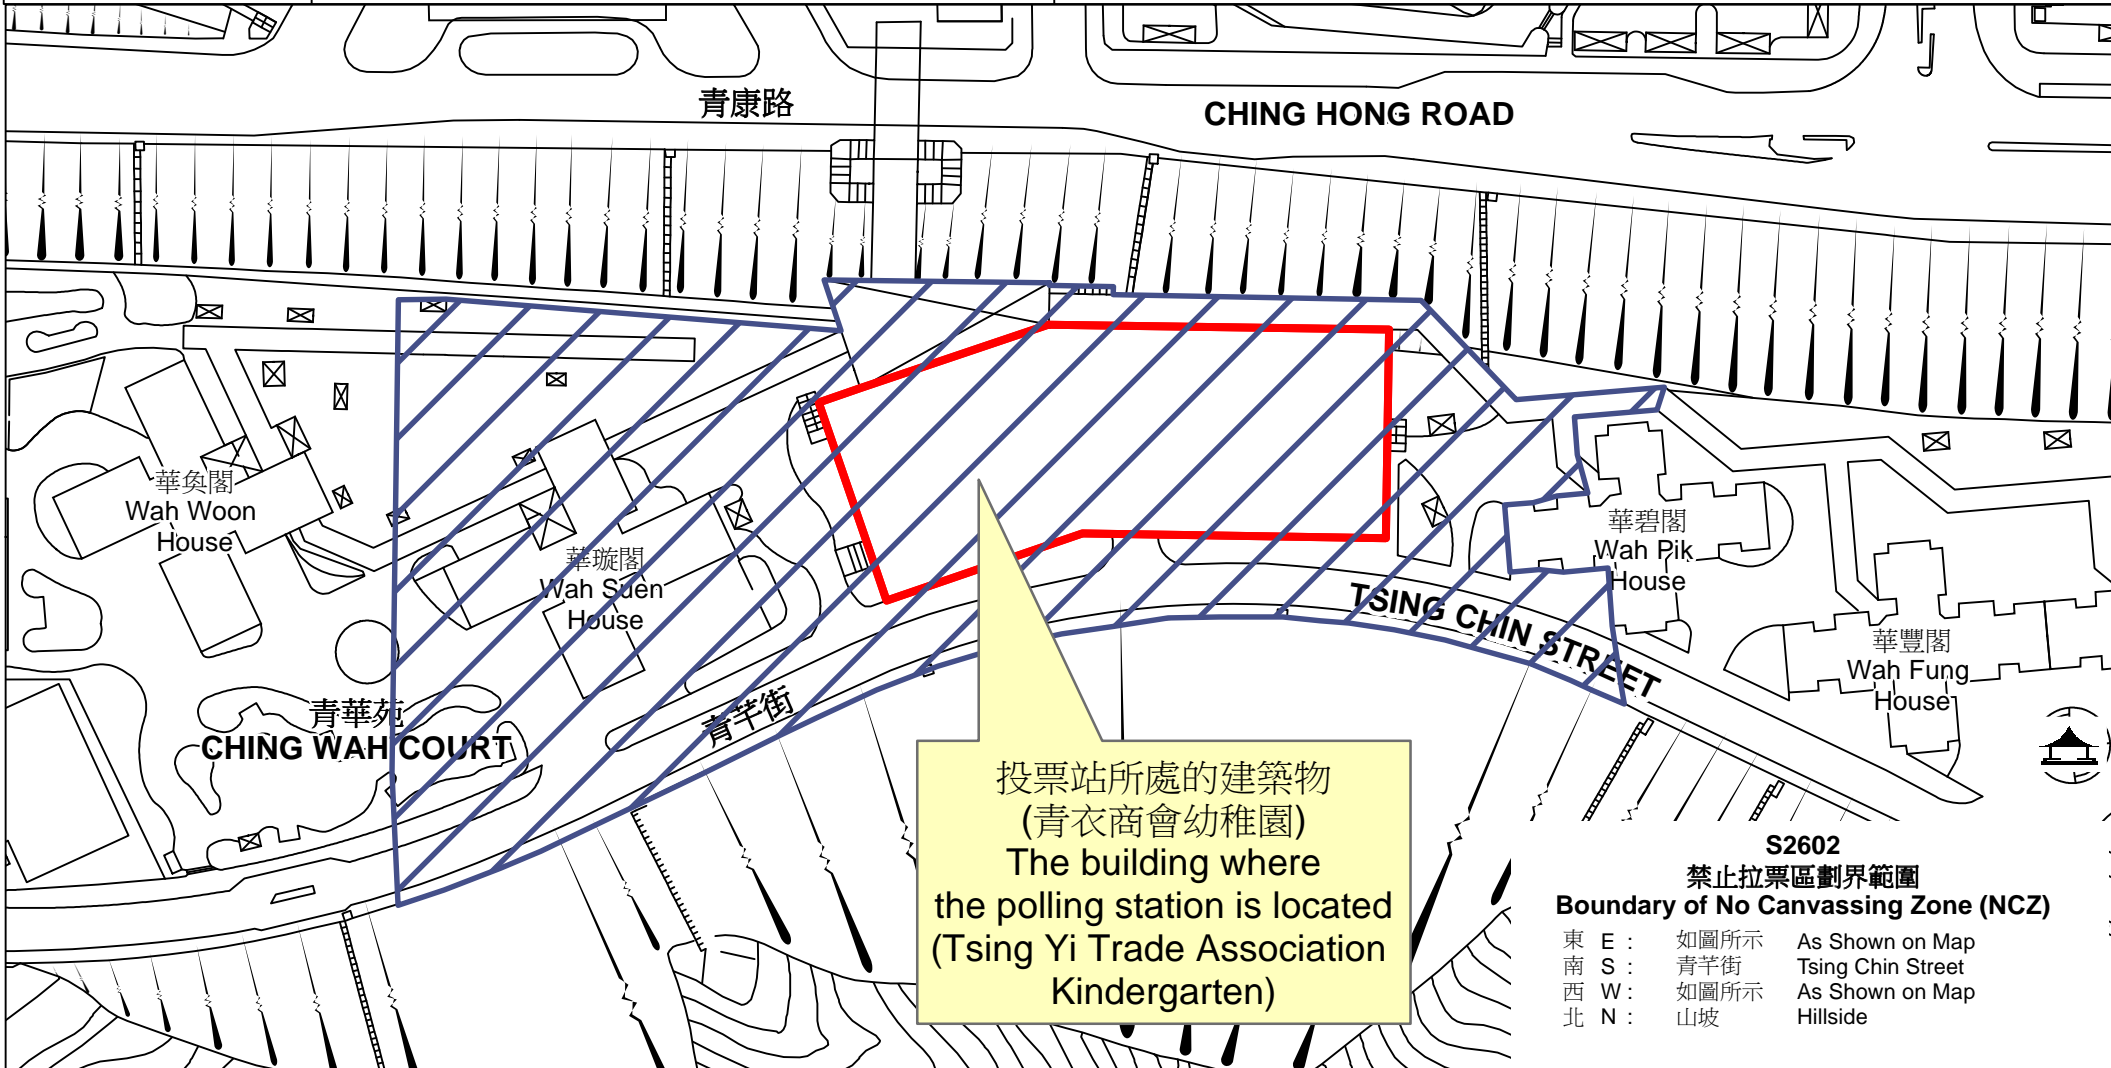 青康路
CHING HONG ROAD
華奐閣
Wah Woon
House
華璇閣
Wah Suen
House
華碧閣
Wah Pik
House
TSING CHIN STREET
華豐閣
Wah Fung
House
青華苑
CHING WAH COURT
青芊街
投票站所處的建築物
(青衣商會幼稚園)
The building where
the polling station is located
(Tsing Yi Trade Association
Kindergarten)
S2602
禁止拉票區劃界範圍
Boundary of No Canvassing Zone (NCZ)
東 E : 如圖所示 As Shown on Map
南 S : 青芊街 Tsing Chin Street
西 W : 如圖所示 As Shown on Map
北 N : 山坡 Hillside